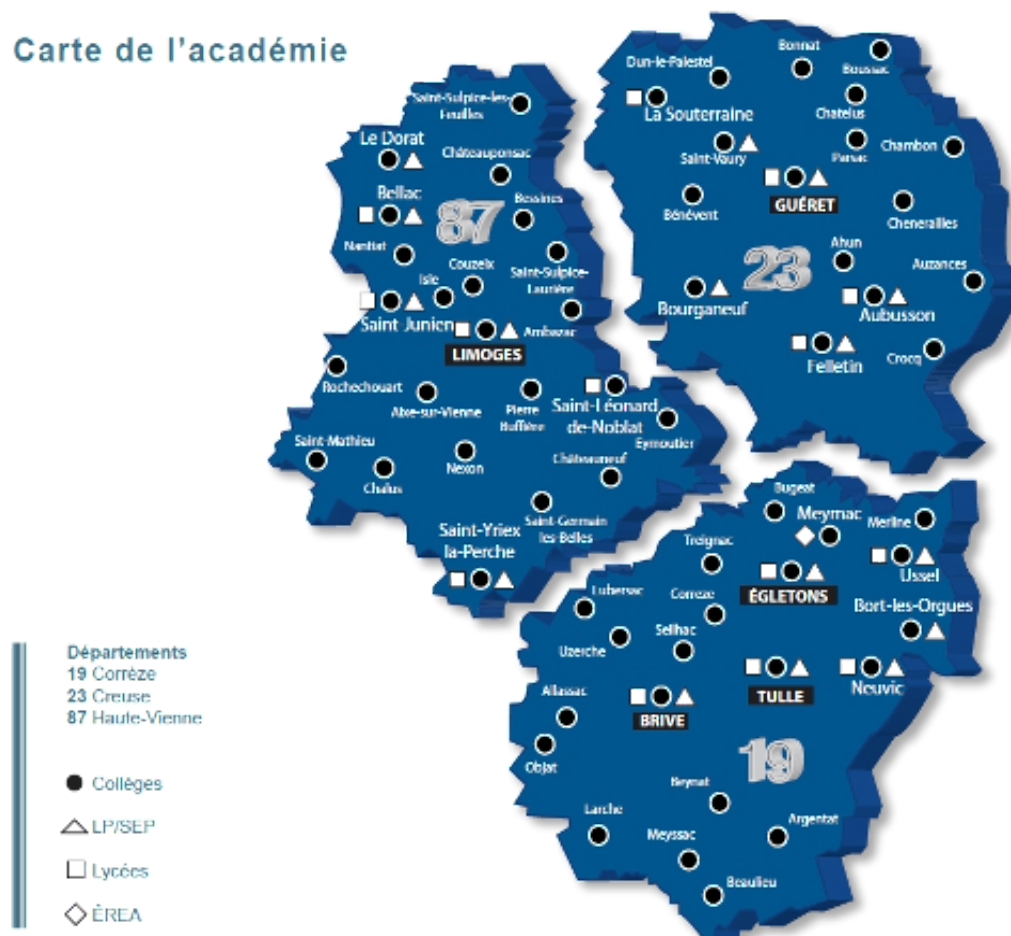 Carte de l'académie
Saint-Sulpice-les-
Feuilles
Le Dorat
Châteauponsac
Bellac
Bessines
87
Nantiat
Couzeix
Isle
Saint-Sulpice-
Laurière
Saint Junien
Ambazac
LIMOGES
Rochechouart
Aixe-sur-Vienne
Pierre
Buffière
Saint-Léonard
de-Noblat
Eymoutier
Saint-Mathieu
Chalus
Nexon
Châteauneuf
Saint-Germain
les-Belles
Saint-Yriex
la-Perche
Bonnat
Boussac
Dun-le-Palestel
La Souterraine
Chatelus
Saint-Vaury
Parsac
Chambon
GUÉRET
Bénévent
Chenerailles
23
Ahun
Auzances
Bourganeuf
Aubusson
Felletin
Crocq
Bugeat
Meymac
Merline
Treignac
Ussel
ÉGLETONS
Lubersac
Correze
Bort-les-Orgues
Uzerche
Seilhac
Allassac
BRIVE
TULLE
Neuvic
Objat
19
Beynat
Larche
Meyssac
Argentat
Beaulieu
Départements
19 Corrèze
23 Creuse
87 Haute-Vienne
Collèges
LP/SEP
Lycées
ÉREA